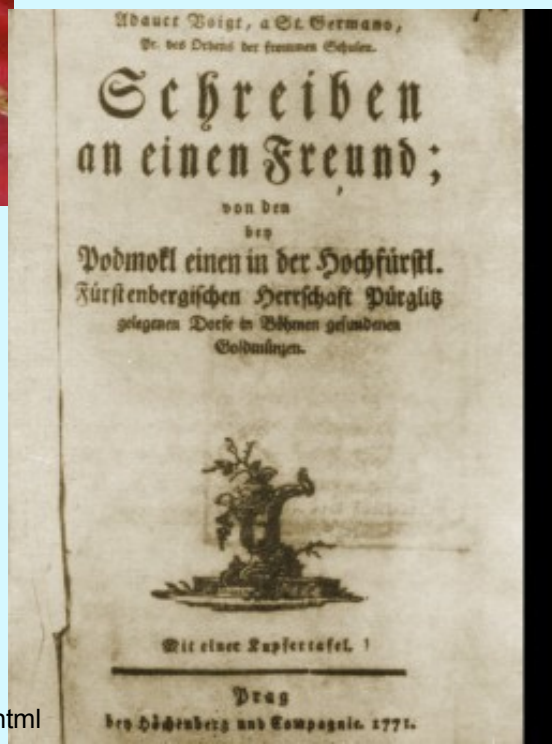 Adauct Voigt, a St. Germano,
Pr. des Ordens der frommen Schulen.
Schreiben
an einen Freund;
von den
bey
Podmokl einen in der Hochfürstl.
Fürstenbergischen Herrschaft Pürglitz
gelegenen Dorfe in Böhmen gefundenen
Goldmünzen.
Mit einer Kupfertafel.
Prag
bey Höchenberg und Compagnie. 1771.
html